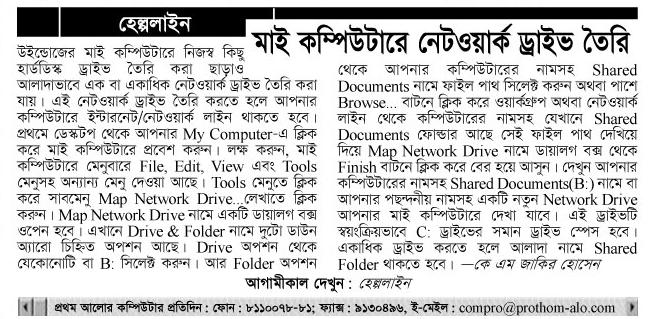 হেল্পলাইন
মাই কম্পিউটারে নেটওয়ার্ক ড্রাইভ তৈরি
উইন্ডোজের মাই কম্পিউটারে নিজস্ব কিছু
হার্ডডিস্ক ড্রাইভ তৈরি করা ছাড়াও
আলাদাভাবে এক বা একাধিক নেটওয়ার্ক ড্রাইভ তৈরি করা
যায়। এই নেটওয়ার্ক ড্রাইভ তৈরি করতে হলে আপনার
কম্পিউটারে ইন্টারনেট/নেটওয়ার্ক লাইন থাকতে হবে।
প্রথমে ডেস্কটপ থেকে আপনার My Computer-এ ক্লিক
করে মাই কম্পিউটারে প্রবেশ করুন। লক্ষ করুন, মাই
কম্পিউটারে মেনুবারে File, Edit, View এবং Tools
মেনুসহ অন্যান্য মেনু দেওয়া আছে। Tools মেনুতে ক্লিক
করে সাবমেনু Map Network Drive...লেখাতে ক্লিক
করুন। Map Network Drive নামে একটি ডায়ালগ বক্স
ওপেন হবে। এখানে Drive & Folder নামে দুটো ডাউন
অ্যারো চিহ্নিত অপশন আছে। Drive অপশন থেকে
যেকোনোটি বা B: সিলেক্ট করুন। আর Folder অপশন
থেকে আপনার কম্পিউটারের নামসহ Shared
Documents নামে ফাইল পাথ সিলেক্ট করুন অথবা পাশে
Browse... বাটনে ক্লিক করে ওয়ার্কগ্রুপ অথবা নেটওয়ার্ক
লাইন থেকে কম্পিউটারের নামসহ যেখানে Shared
Documents ফোল্ডার আছে সেই ফাইল পাথ দেখিয়ে
দিয়ে Map Network Drive নামে ডায়ালগ বক্স থেকে
Finish বাটনে ক্লিক করে বের হয়ে আসুন। দেখুন আপনার
কম্পিউটারের নামসহ Shared Documents(B:) নামে বা
আপনার পছন্দনীয় নামসহ একটি নতুন Network Drive
আপনার মাই কম্পিউটারে দেখা যাবে। এই ড্রাইভটি
স্বয়ংক্রিয়ভাবে C: ড্রাইভের সমান ড্রাইভ স্পেস হবে।
একাধিক ড্রাইভ করতে হলে আলাদা নামে Shared
Folder থাকতে হবে। —কে এম জাকির হোসেন
আগামীকাল দেখুন : হেল্পলাইন
প্রথম আলোর কম্পিউটার প্রতিদিন : ফোন : ৮১১০০৭৮-৮১; ফ্যাক্স : ৯১৩০৪৯৬, ই-মেইল : compro@prothom-alo.com